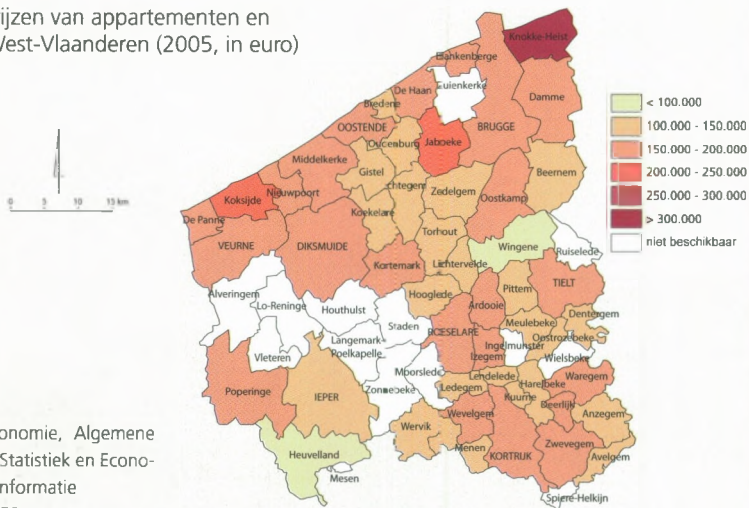 ijzen van appartementen en
West-Vlaanderen (2005, in euro)
0 5 10 15 km
< 100.000
100.000 - 150.000
150.000 - 200.000
200.000 - 250.000
250.000 - 300.000
> 300.000
niet beschikbaar
Knokke-Heist
Blankenberge
Zuienkerke
De Haan
Damme
Bredene
OOSTENDE
BRUGGE
Oudenburg
Jabbeke
Middelkerke
Gistel
Beernem
Ichtegem
Zedelgem
Nieuwpoort
Koksijde
Oostkamp
Koekelare
De Panne
Torhout
VEURNE
DIKSMUIDE
Wingene
Ruiselede
Lichtervelde
Kortemark
TIELT
Pittem
Alveringem
Hooglede
Lo-Reninge
Ardooie
Houthulst
Dentergem
Meulebeke
Staden
ROESELARE
Oostrozebeke
Langemark-
Poelkapelle
Ingelmunster
Izegem
Wielsbeke
Vleteren
Moorslede
Lendelede
Waregem
Harelbeke
Zonnebeke
Ledegem
Poperinge
IEPER
Kuurne
Deerlijk
Wevelgem
Anzegem
Wervik
Zwevegem
Menen
KORTRIJK
Avelgem
Heuvelland
Mesen
Spiere-Helkijn
onomie, Algemene
Statistiek en Econo-
nformatie